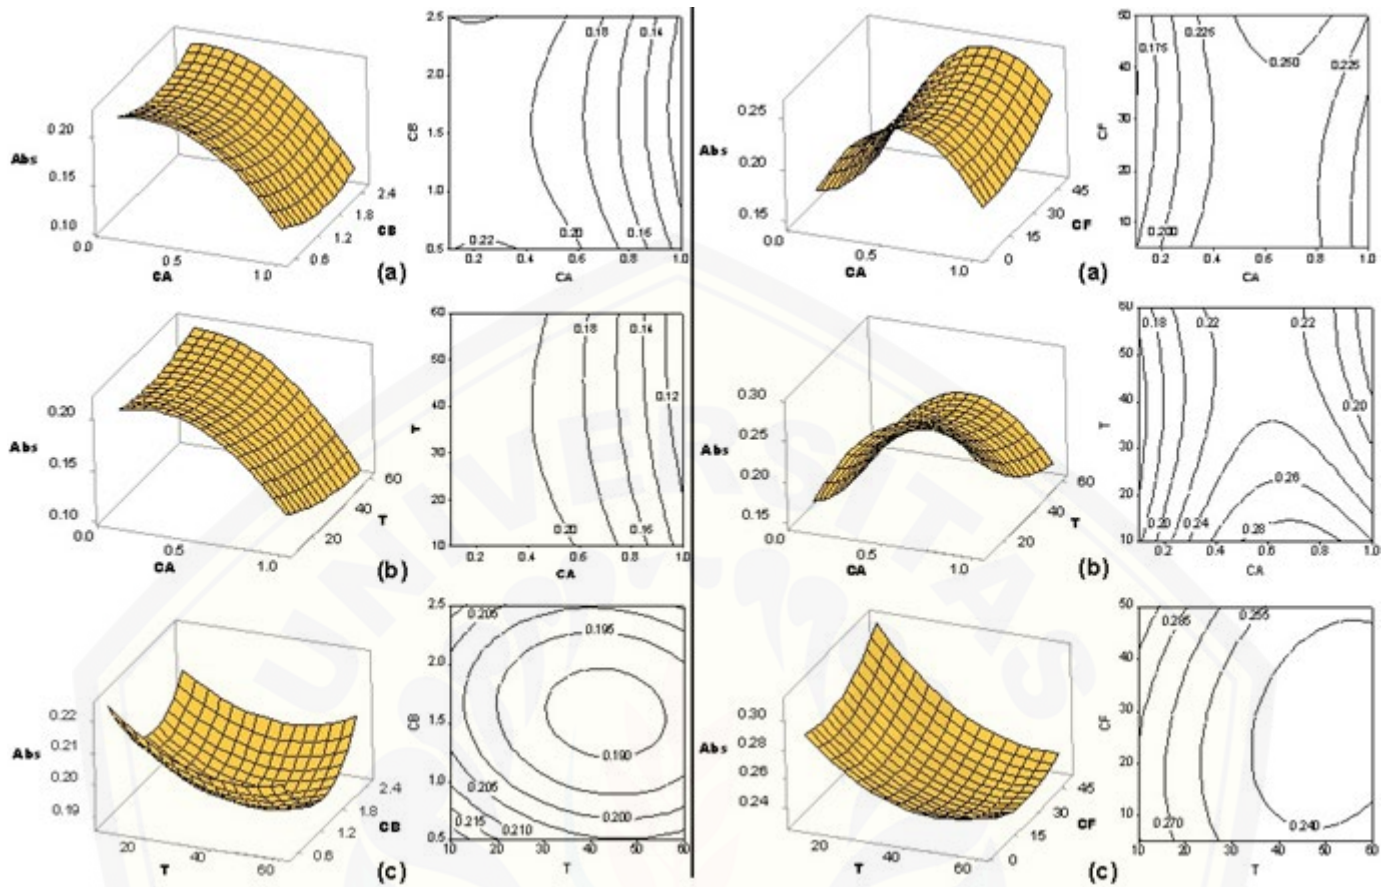 0.20
Abs
0.15
0.10
0.0
0.5
CA
1.0
0.6
1.2
1.8
2.4
CB
(a)
2.5
2.0
CB
1.5
1.0
0.5
0.18
0.14
0.22
0.20
0.16
0.2 0.4 0.6 0.8 1.0
CA
0.25
Abs
0.20
0.15
0.0
0.5
CA
1.0
0
15
30
45
CF
(a)
50
40
CF
30
20
10
0.175
0.225
0.250
0.225
0.200
0.2 0.4 0.6 0.8 1.0
CA
0.20
Abs
0.15
0.10
0.0
0.5
CA
1.0
20
40
60
T
(b)
60
50
T
40
30
20
10
0.18
0.14
0.12
0.20
0.16
0.2 0.4 0.6 0.8 1.0
CA
0.30
0.25
Abs
0.20
0.15
0.0
0.5
CA
1.0
20
40
60
T
(b)
60
50
40
T
30
20
10
0.18
0.22
0.22
0.20
0.26
0.20
0.24
0.28
0.2 0.4 0.6 0.8 1.0
CA
0.22
Abs
0.21
0.20
0.19
20
40
60
T
0.6
1.2
1.8
2.4
CB
(c)
2.5
2.0
CB
1.5
1.0
0.5
0.205
0.195
0.190
0.205
0.200
0.215
0.210
10 20 30 40 50 60
T
0.30
Abs
0.28
0.26
0.24
20
40
60
T
0
15
30
45
CF
(c)
50
40
CF
30
20
10
0.285
0.255
0.270
0.240
10 20 30 40 50 60
T
UNIVERSITAS